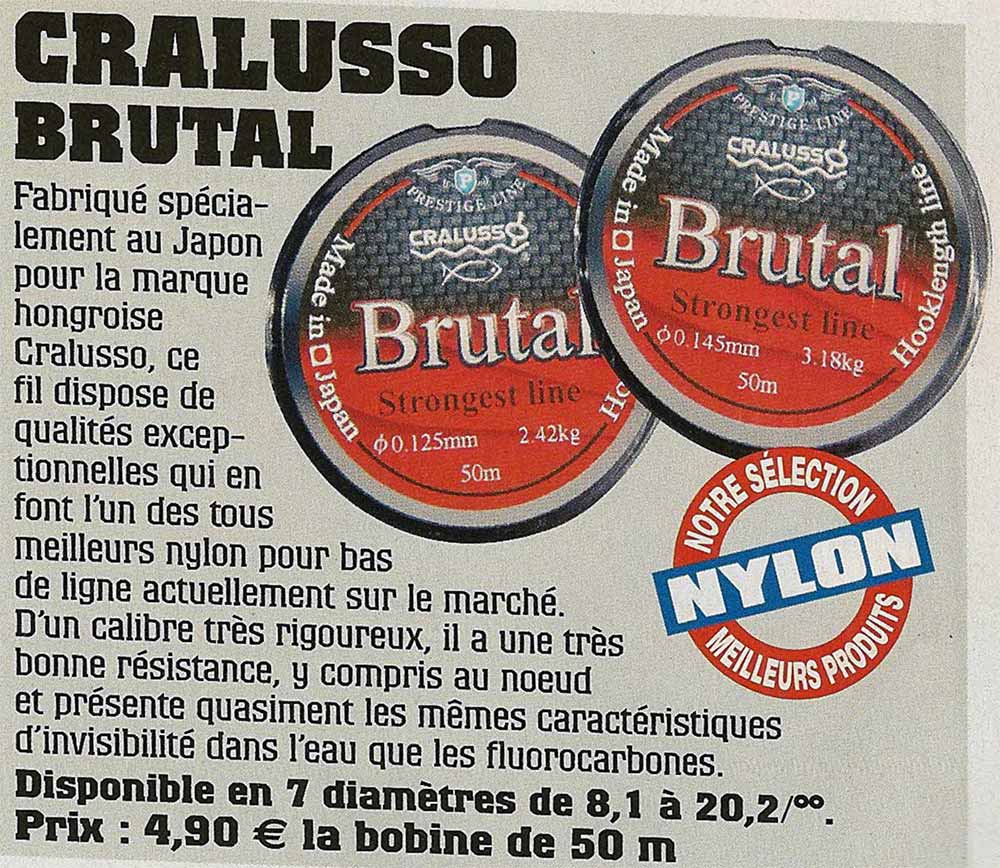 CRALUSSO
BRUTAL
Fabriqué spécia-
lement au Japon
pour la marque
hongroise
Cralusso, ce
fil dispose de
qualités excep-
tionnelles qui en
font l'un des tous
meilleurs nylon pour bas
de ligne actuellement sur le marché.
D'un calibre très rigoureux, il a une très
bonne résistance, y compris au noeud
et présente quasiment les mêmes caractéristiques
d'invisibilité dans l'eau que les fluorocarbones.
Disponible en 7 diamètres de 8,1 à 20,2/°°.
Prix : 4,90 € la bobine de 50 m
P
PRESTIGE LINE
CRALUSSO
Made in Japan
Brutal
Strongest line
ϕ0.125mm 2.42kg
50m
Ho
P
PRESTIGE LINE
CRALUSSO
Made in Japan
Brutal
Strongest line
ϕ0.145mm 3.18kg
50m
Hooklength line
NOTRE SÉLECTION
NYLON
MEILLEURS PRODUITS